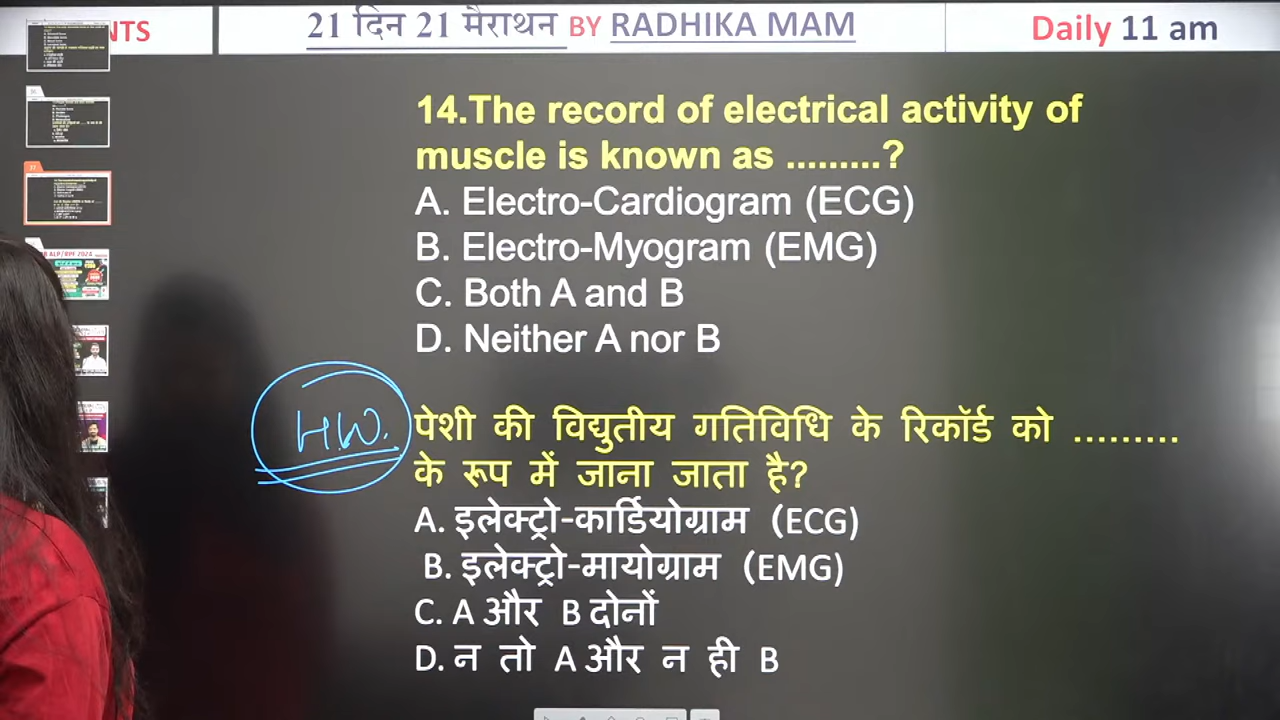 NTS
21 दिन 21 मैराथन BY RADHIKA MAM
Daily 11 am
14.The record of electrical activity of
muscle is known as .........?
A. Electro-Cardiogram (ECG)
B. Electro-Myogram (EMG)
C. Both A and B
D. Neither A nor B
H.W.
पेशी की विद्युतीय गतिविधि के रिकॉर्ड को .........
के रूप में जाना जाता है?
A. इलेक्ट्रो-कार्डियोग्राम (ECG)
B. इलेक्ट्रो-मायोग्राम (EMG)
C. A और B दोनों
D. न तो A और न ही B